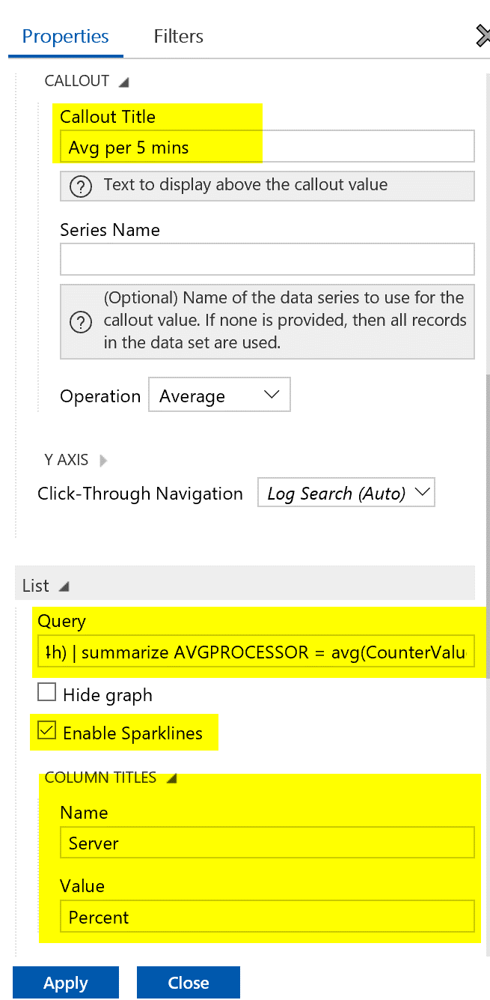 Properties Filters
CALLOUT
Callout Title
Avg per 5 mins
Text to display above the callout value
Series Name
(Optional) Name of the data series to use for the
callout value. If none is provided, then all records
in the data set are used.
Operation Average
Y AXIS
Click-Through Navigation Log Search (Auto)
List
Query
4h) | summarize AVGPROCESSOR = avg(CounterValu
Hide graph
Enable Sparklines
COLUMN TITLES
Name
Server
Value
Percent
Apply Close